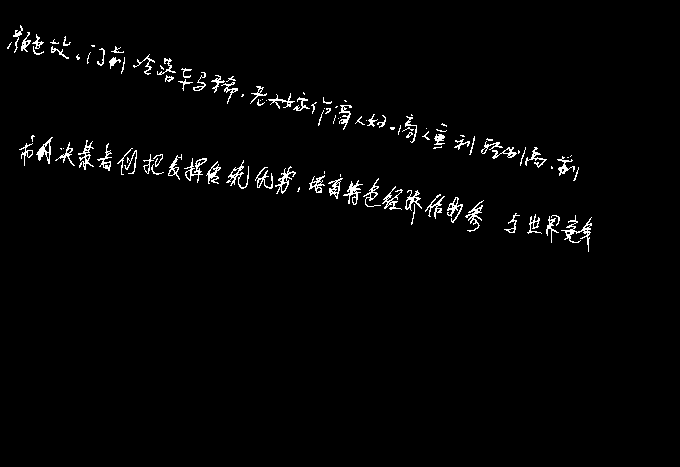 颜色故。门前冷落车马稀,老大嫁作商人妇。商人重利轻别离,前
市的决策者们把发挥传统优势,培育特色经济作为参与世界竞争